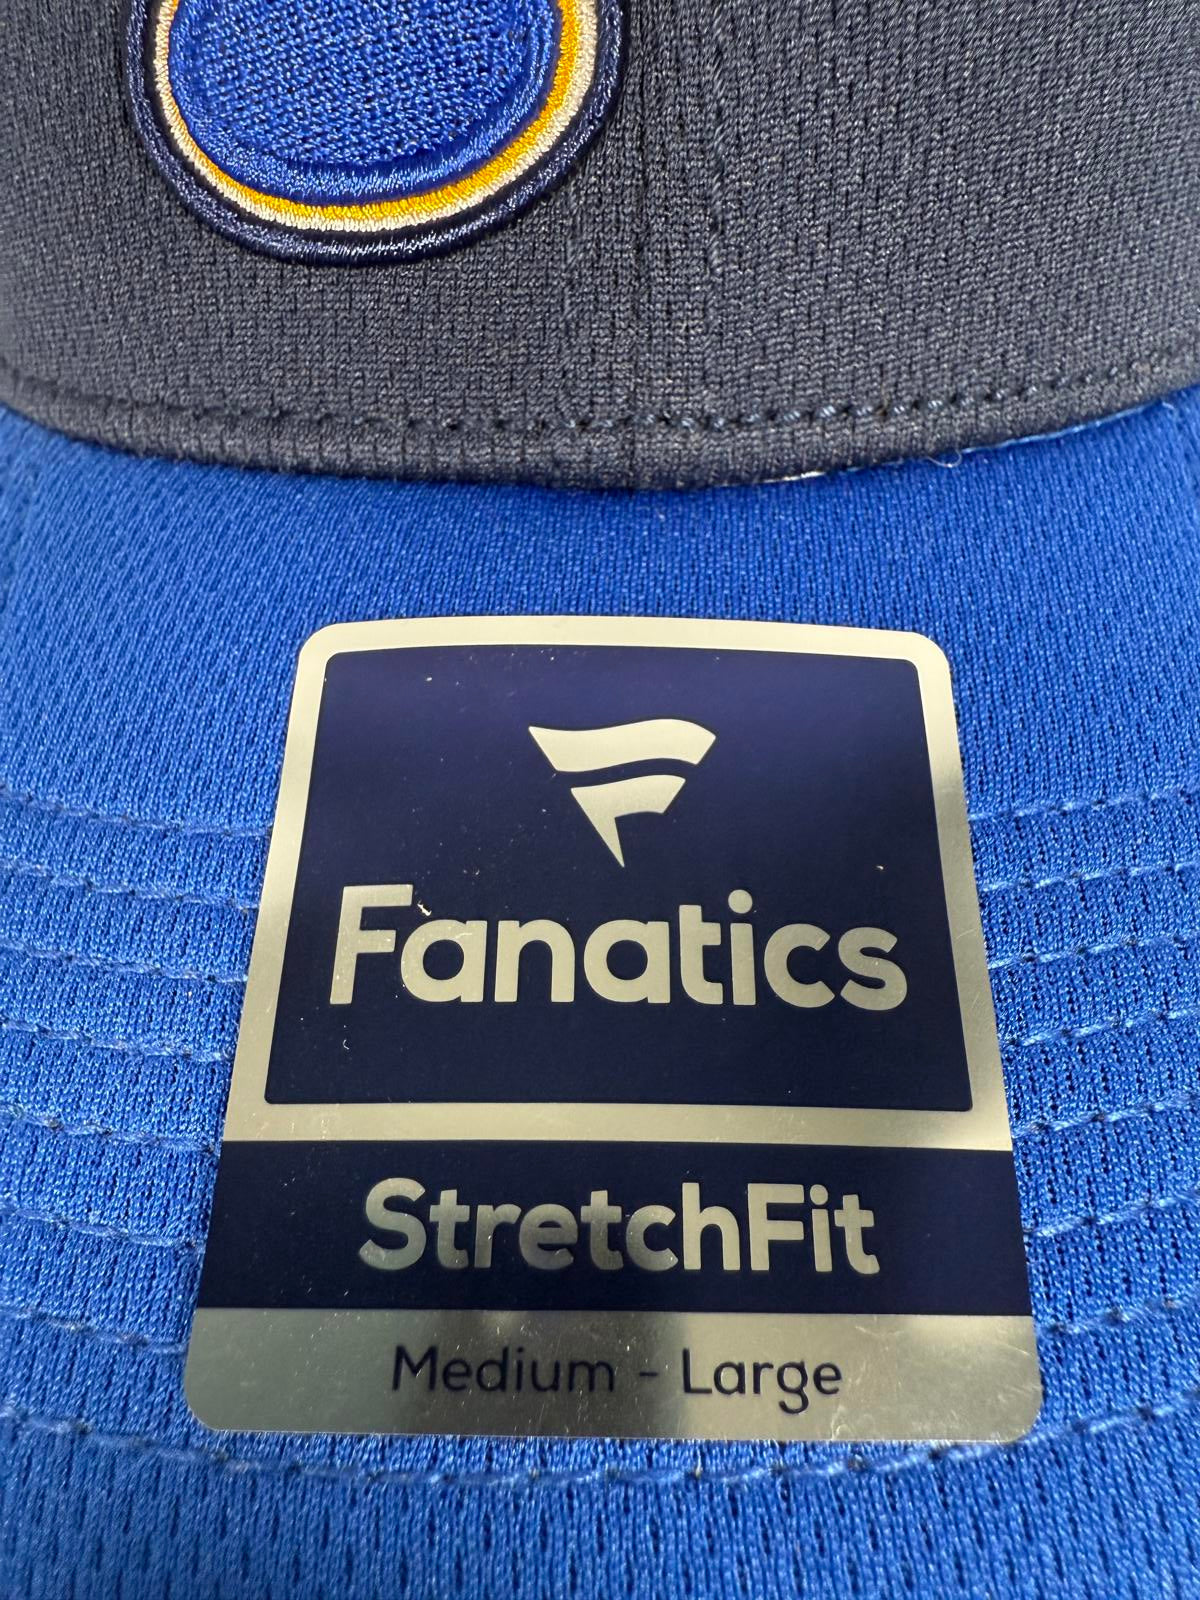 Fanatics
StretchFit
Medium - Large